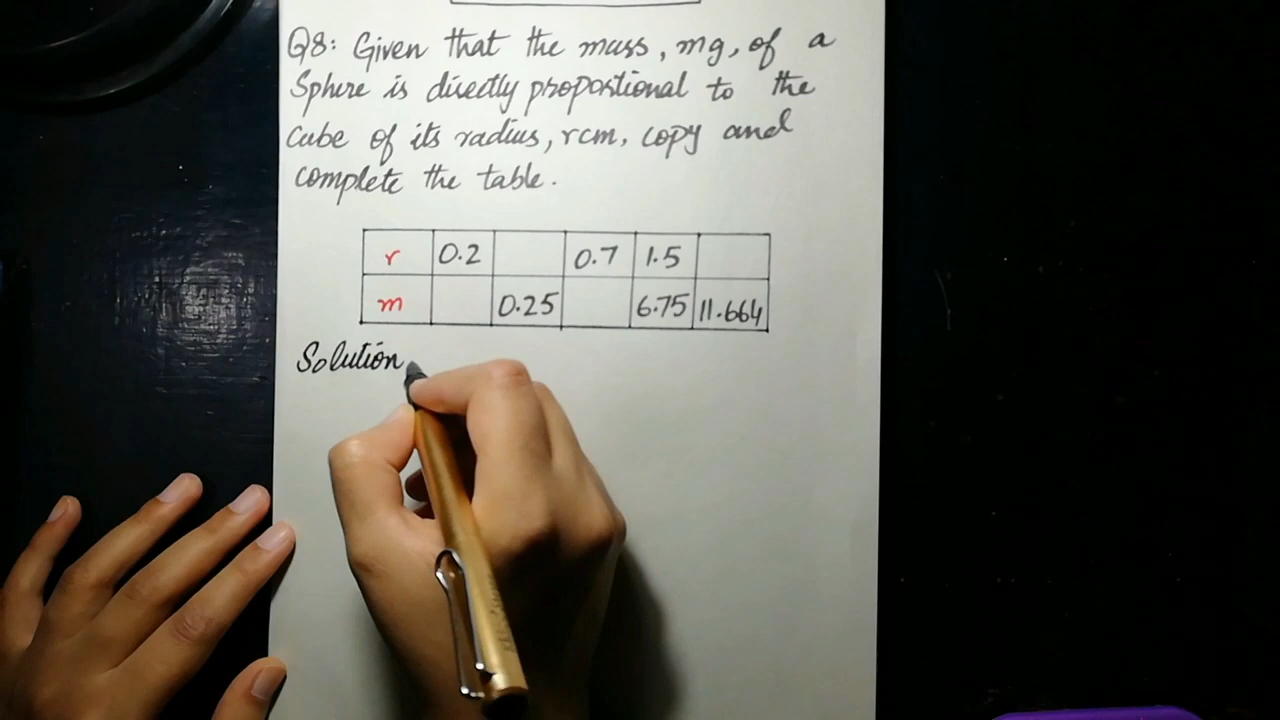 Q8: Given that the mass, mg, of a
Sphere is directly proportional to the
Cube of its radius, rcm, copy and
complete the table.
r 0.2 0.7 1.5
m 0.25 6.75 11.664
Solution